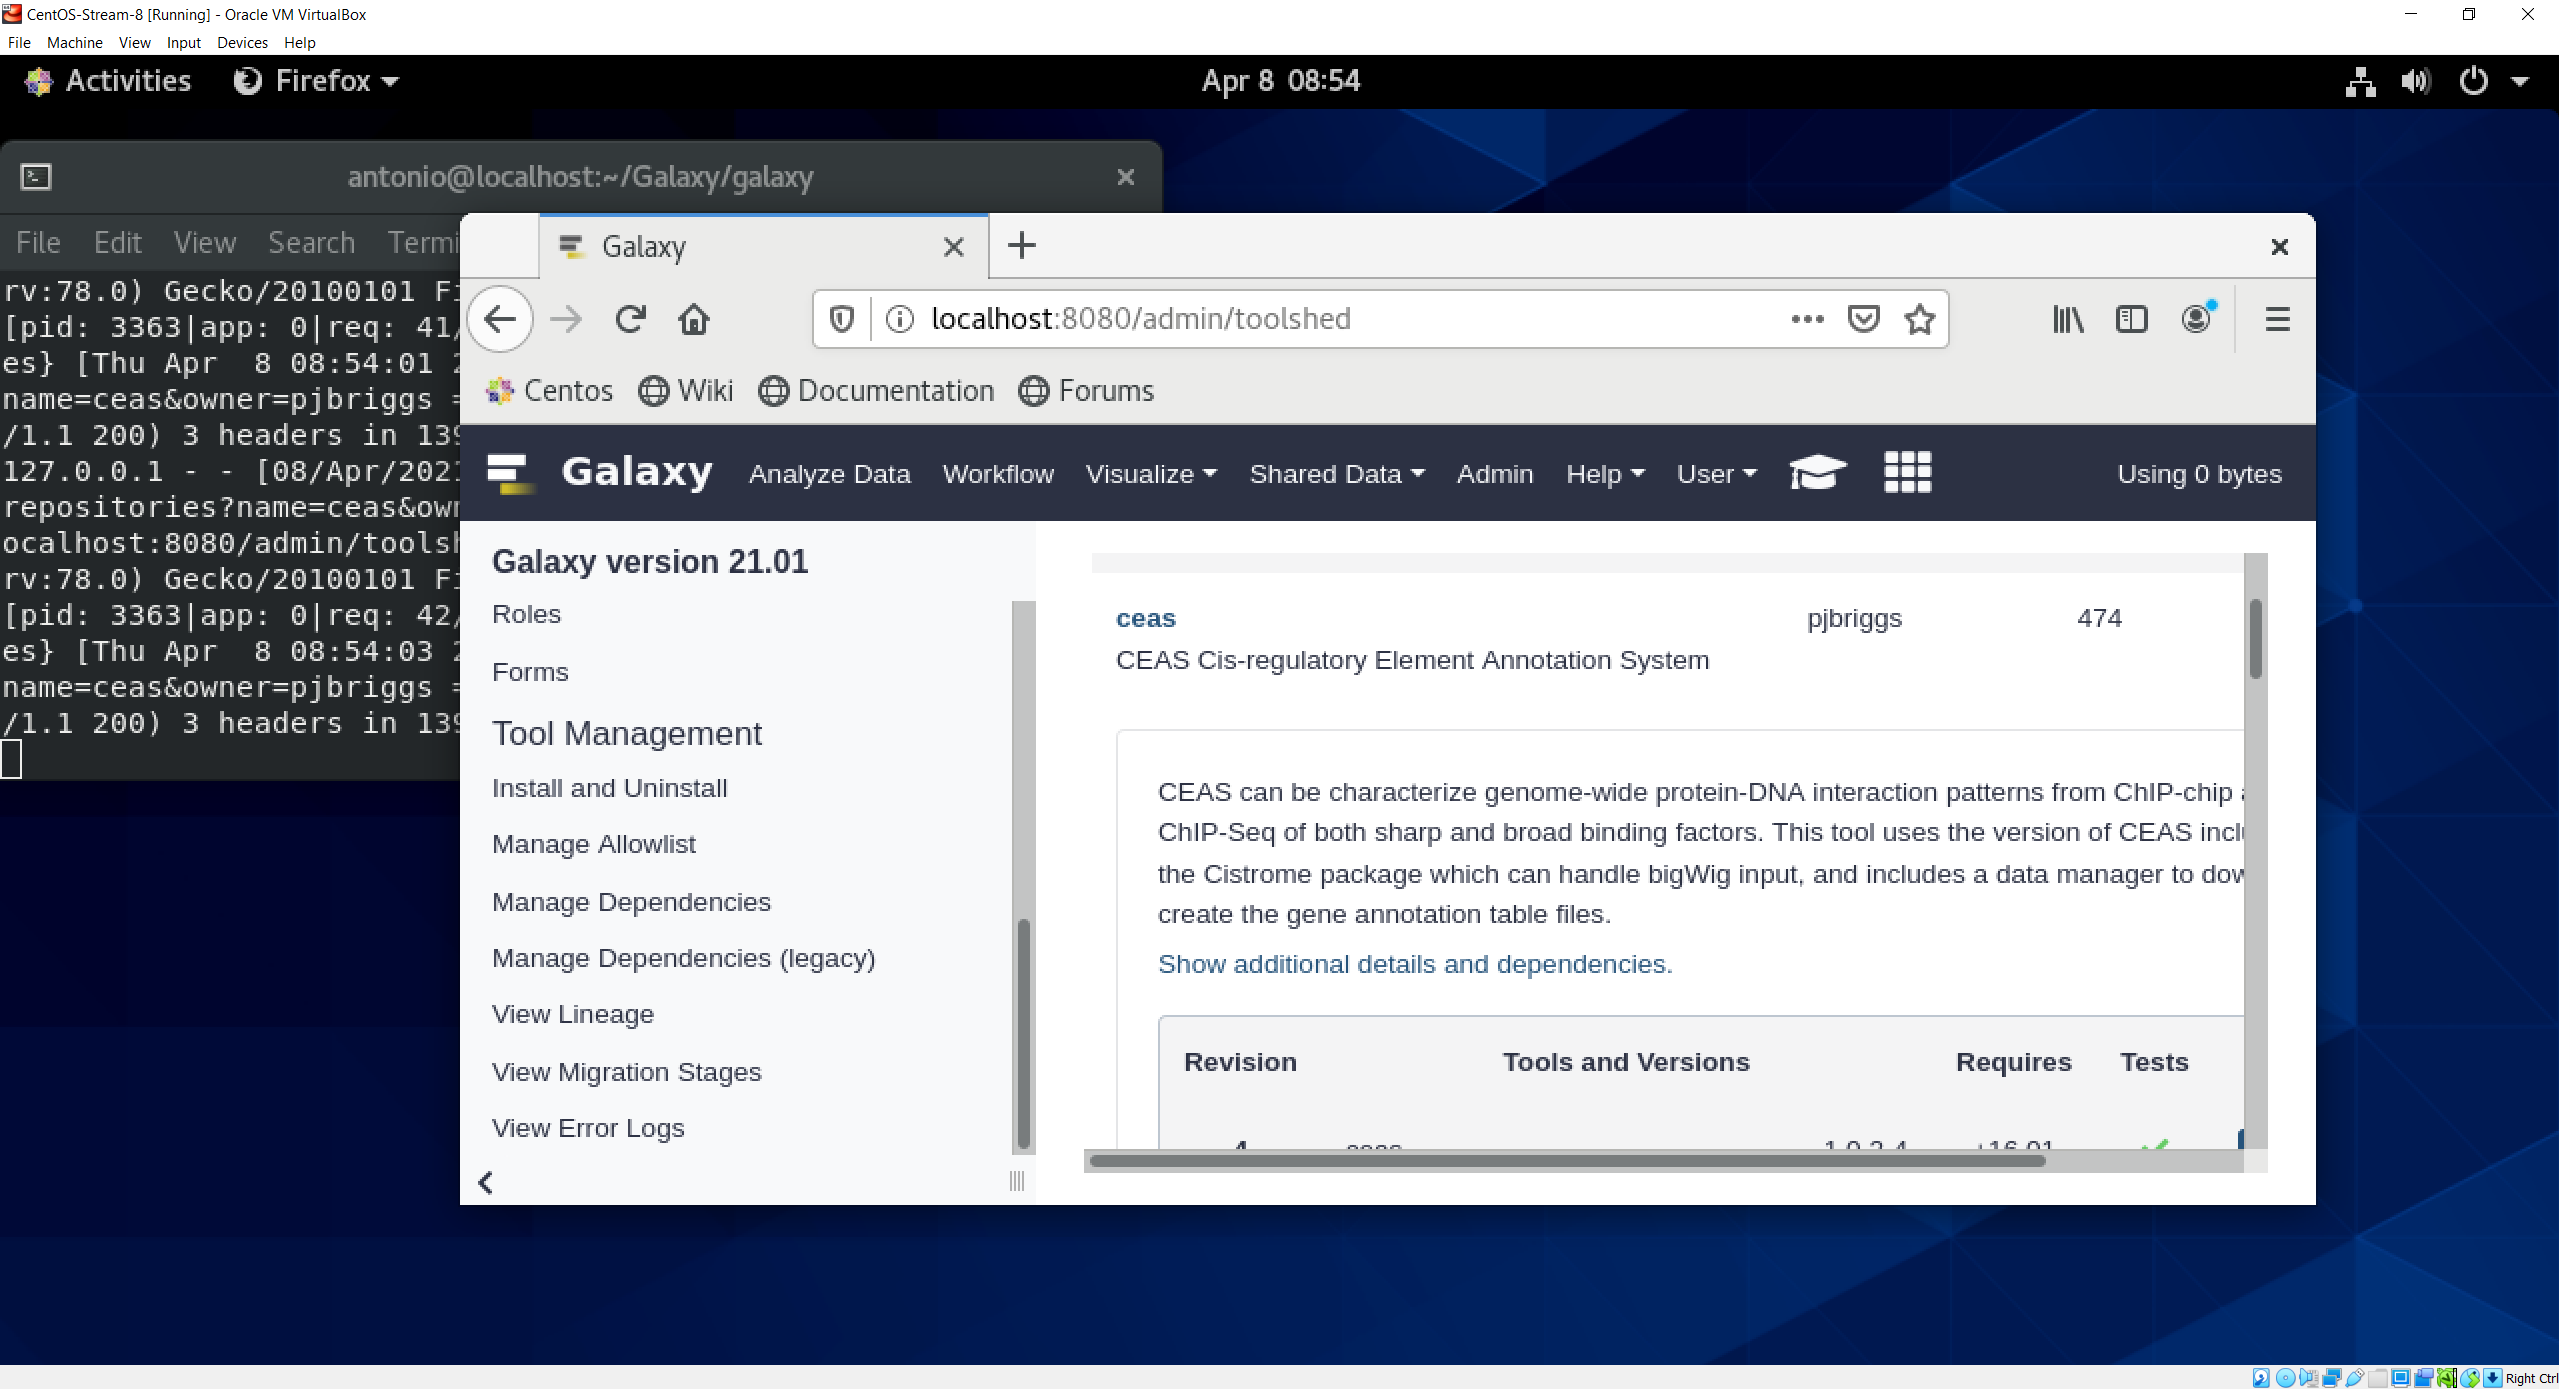 CentOS-Stream-8 [Running] - Oracle VM VirtualBox
File Machine View Input Devices Help
Activities Firefox Apr 8 08:54
antonio@localhost:~/Galaxy/galaxy
File Edit View Search Termi
rv:78.0) Gecko/20100101 Fi
[pid: 3363|app: 0|req: 41/
es} [Thu Apr  8 08:54:01 2
name=ceas&owner=pjbriggs =
/1.1 200) 3 headers in 139
127.0.0.1 - - [08/Apr/2021
repositories?name=ceas&own
ocalhost:8080/admin/toolsh
rv:78.0) Gecko/20100101 Fi
[pid: 3363|app: 0|req: 42/
es} [Thu Apr  8 08:54:03 2
name=ceas&owner=pjbriggs =
/1.1 200) 3 headers in 139
Galaxy
localhost:8080/admin/toolshed
Centos Wiki Documentation Forums
Galaxy Analyze Data Workflow Visualize Shared Data Admin Help User Using 0 bytes
Galaxy version 21.01
Roles
Forms
Tool Management
Install and Uninstall
Manage Allowlist
Manage Dependencies
Manage Dependencies (legacy)
View Lineage
View Migration Stages
View Error Logs
ceas pjbriggs 474
CEAS Cis-regulatory Element Annotation System
CEAS can be characterize genome-wide protein-DNA interaction patterns from ChIP-chip
ChIP-Seq of both sharp and broad binding factors. This tool uses the version of CEAS incl
the Cistrome package which can handle bigWig input, and includes a data manager to dow
create the gene annotation table files.
Show additional details and dependencies.
Revision Tools and Versions Requires Tests
Right Ctrl